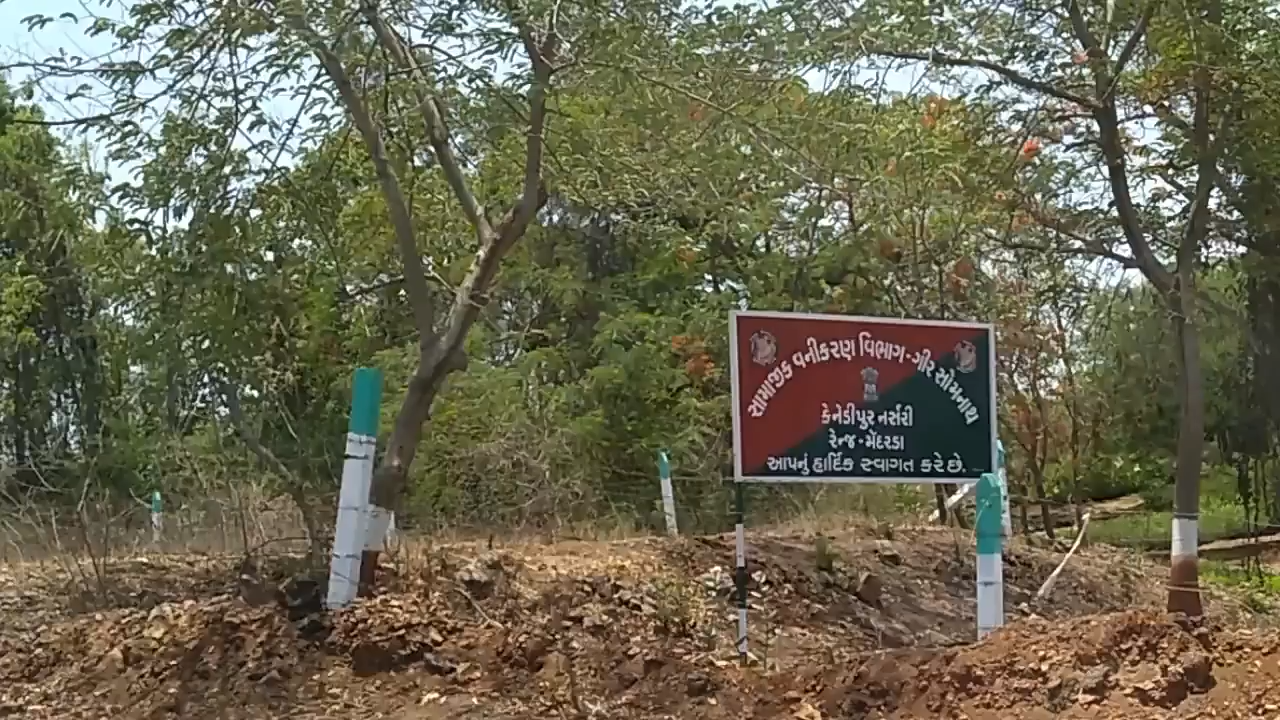 સામાજીક વનીકરણ વિભાગ-ગીર સોમનાથ
કેનેડીપુર નર્સરી
રેન્જ-મેંદરડા
આપનું હાર્દિક સ્વાગત કરે છે.